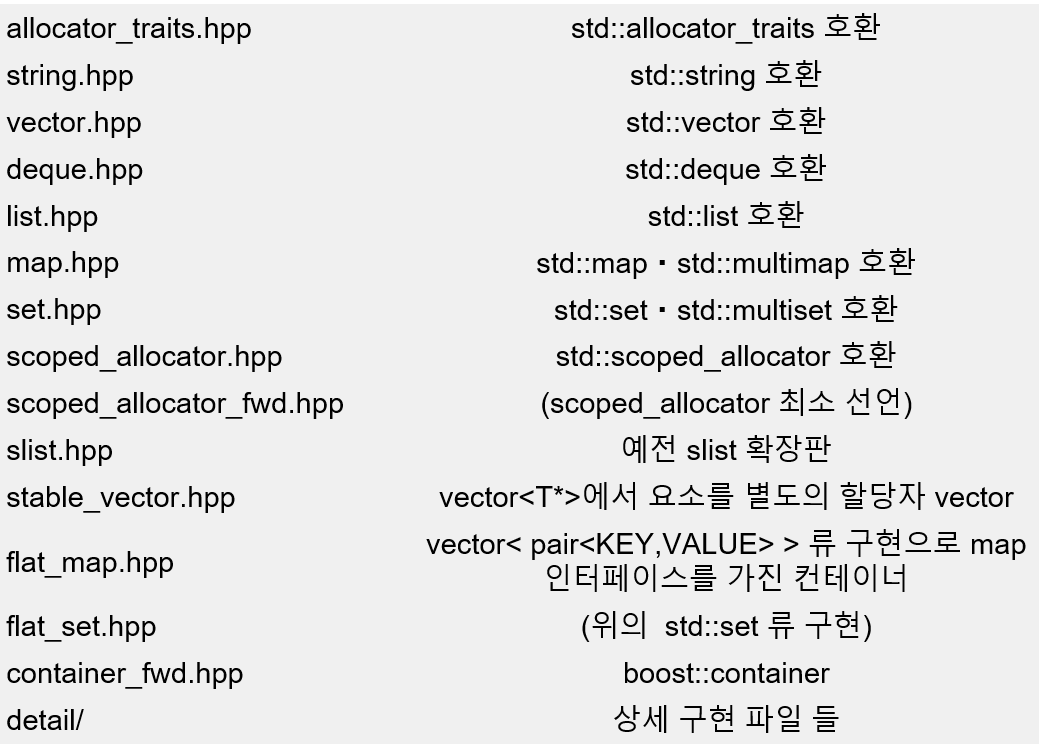 allocator_traits.hpp std::allocator_traits 호환
string.hpp std::string 호환
vector.hpp std::vector 호환
deque.hpp std::deque 호환
list.hpp std::list 호환
map.hpp std::map・std::multimap 호환
set.hpp std::set・std::multiset 호환
scoped_allocator.hpp std::scoped_allocator 호환
scoped_allocator_fwd.hpp (scoped_allocator 최소 선언)
slist.hpp 예전 slist 확장판
stable_vector.hpp vector<T*>에서 요소를 별도의 할당자 vector
flat_map.hpp vector< pair<KEY,VALUE> > 류 구현으로 map
인터페이스를 가진 컨테이너
flat_set.hpp (위의 std::set 류 구현)
container_fwd.hpp boost::container
detail/ 상세 구현 파일 들